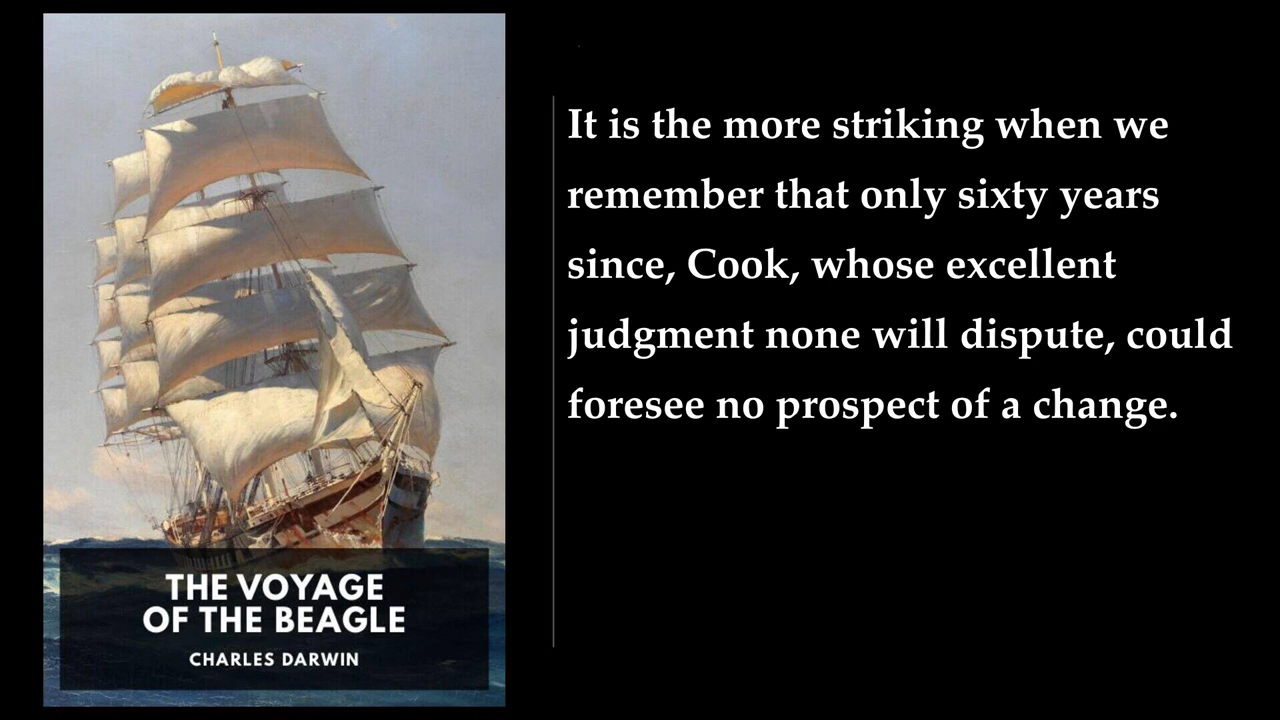 THE VOYAGE
OF THE BEAGLE
CHARLES DARWIN
It is the more striking when we
remember that only sixty years
since, Cook, whose excellent
judgment none will dispute, could
foresee no prospect of a change.